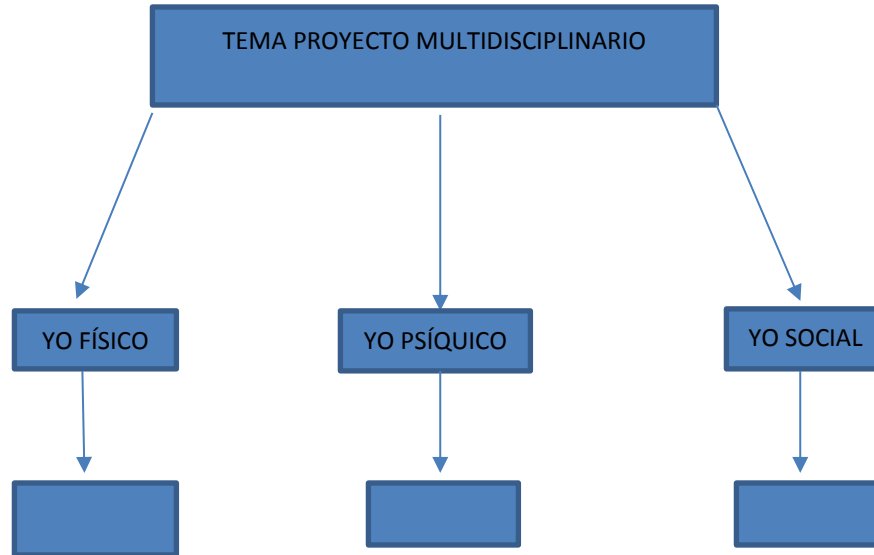 TEMA PROYECTO MULTIDISCIPLINARIO
YO FÍSICO
YO PSÍQUICO
YO SOCIAL